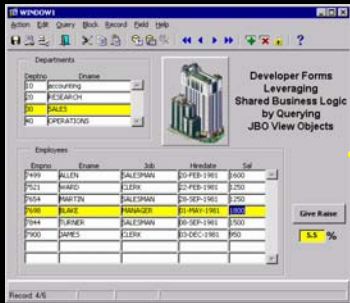 WINDOW1
Action Edit Query Block Record Field Help
Departments
Deptno Dname
10 accounting
20 RESEARCH
30 SALES
40 OPERATIONS
Developer Forms
Leveraging
Shared Business Logic
by Querying
JBO View Objects
Employees
Empno Ename Job Hiredate Sal
7499 ALLEN SALESMAN 20-FEB-1981 1600
7521 WARD CLERK 22-FEB-1981 1250
7654 MARTIN SALESMAN 28-SEP-1981 1250
7698 BLAKE MANAGER 01-MAY-1981 1800
7844 TURNER SALESMAN 08-SEP-1981 1500
7900 JAMES CLERK 03-DEC-1981 950
Give Raise
5.5 %
Record: 4/6